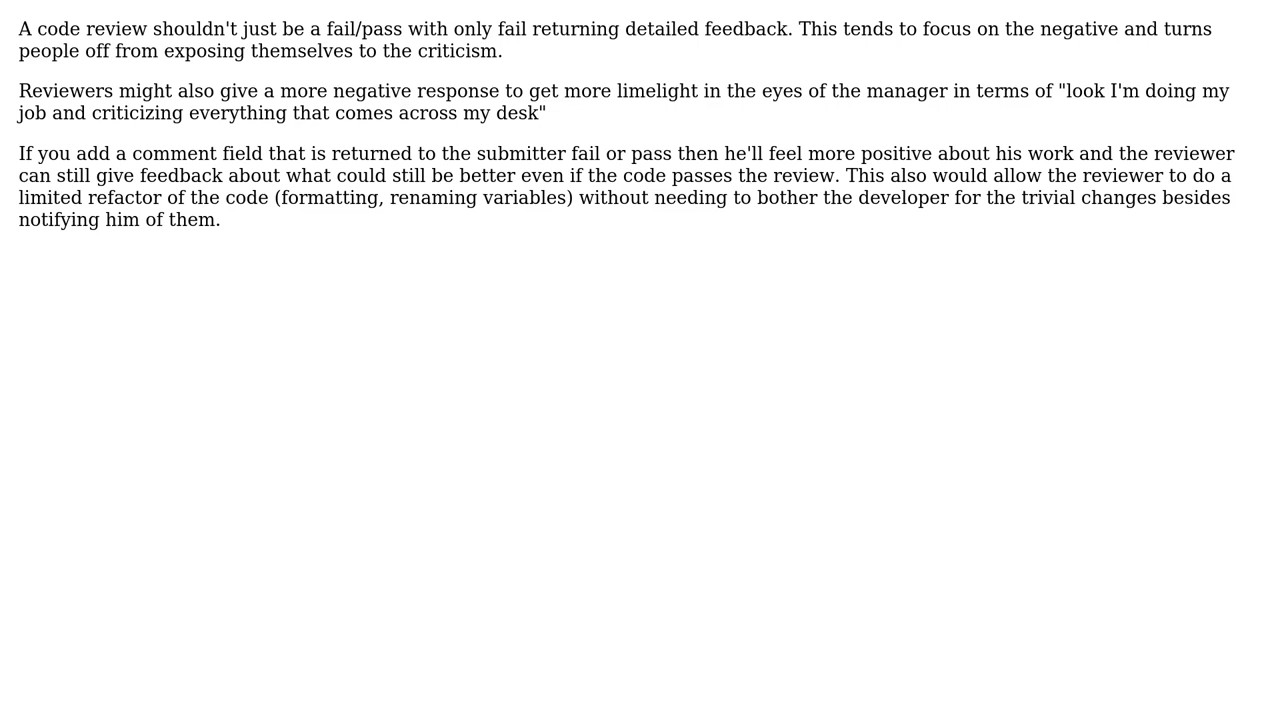 A code review shouldn't just be a fail/pass with only fail returning detailed feedback. This tends to focus on the negative and turns
people off from exposing themselves to the criticism.
Reviewers might also give a more negative response to get more limelight in the eyes of the manager in terms of "look I'm doing my
job and criticizing everything that comes across my desk"
If you add a comment field that is returned to the submitter fail or pass then he'll feel more positive about his work and the reviewer
can still give feedback about what could still be better even if the code passes the review. This also would allow the reviewer to do a
limited refactor of the code (formatting, renaming variables) without needing to bother the developer for the trivial changes besides
notifying him of them.